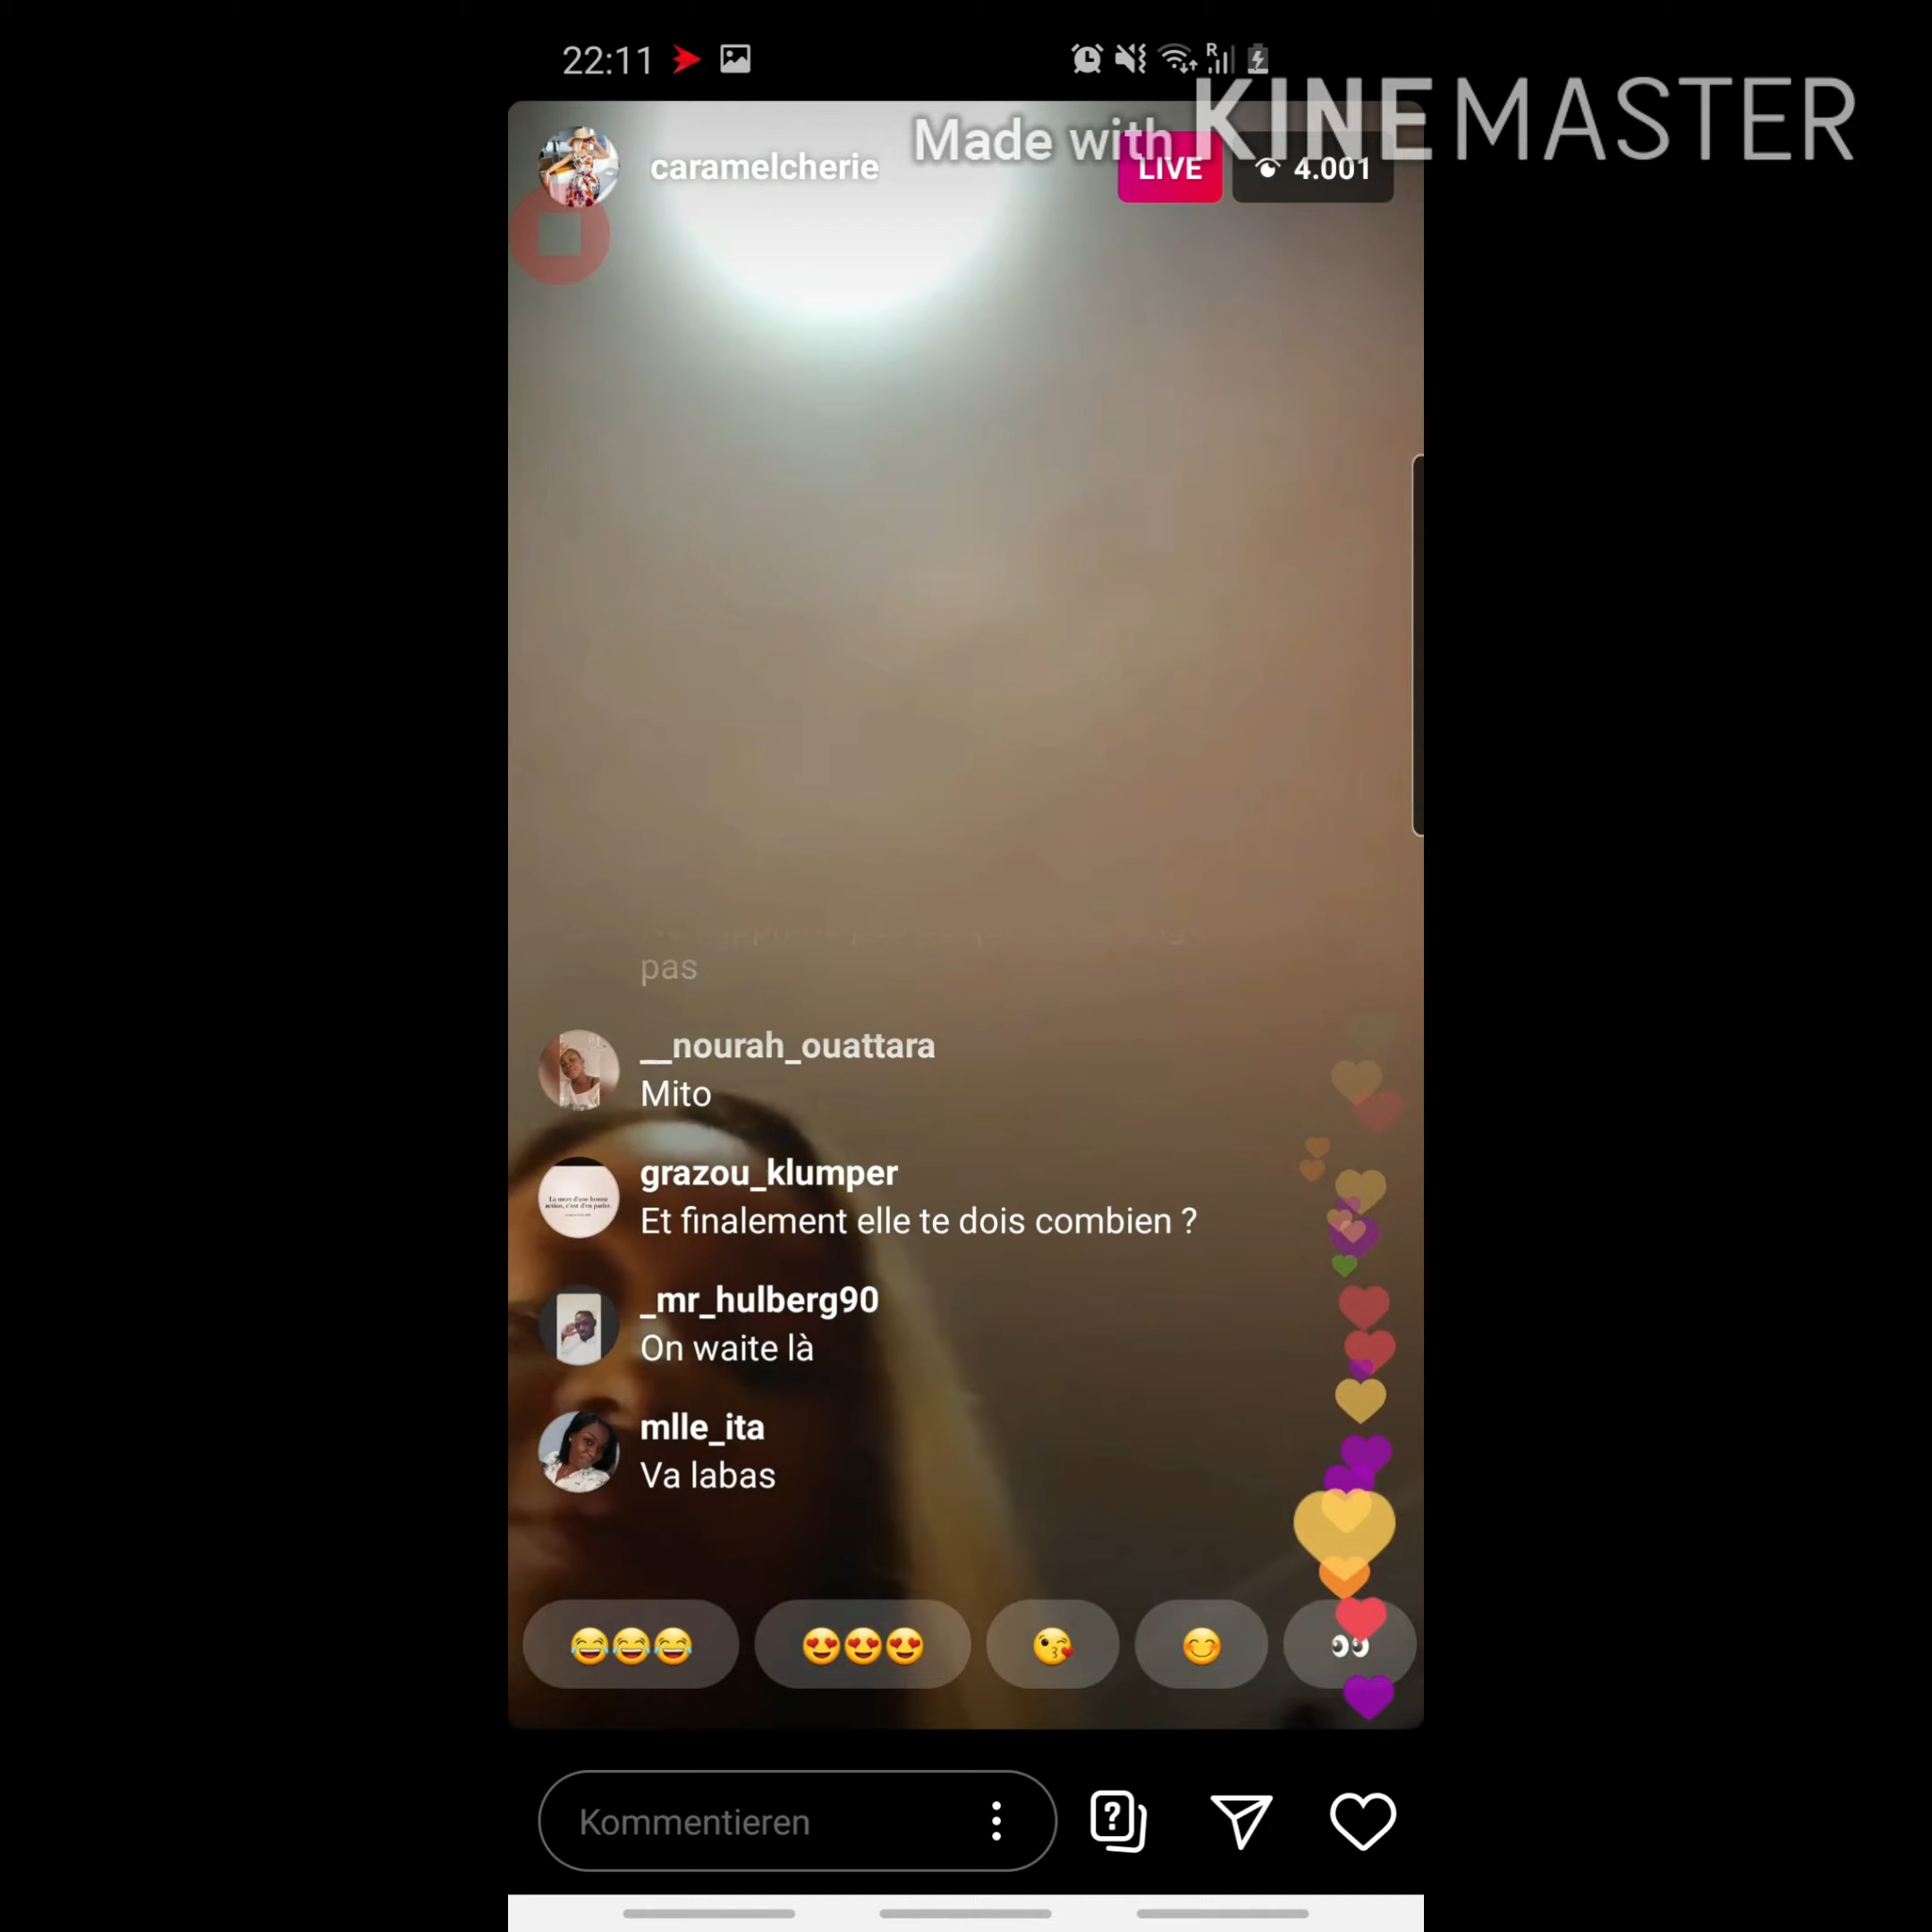 22:11
Made with KINEMASTER
caramelcherie
LIVE
4.001
pas
__nourah_ouattara
Mito
grazou_klumper
Et finalement elle te dois combien ?
_mr_hulberg90
On waite là
mlle_ita
Va labas
Kommentieren